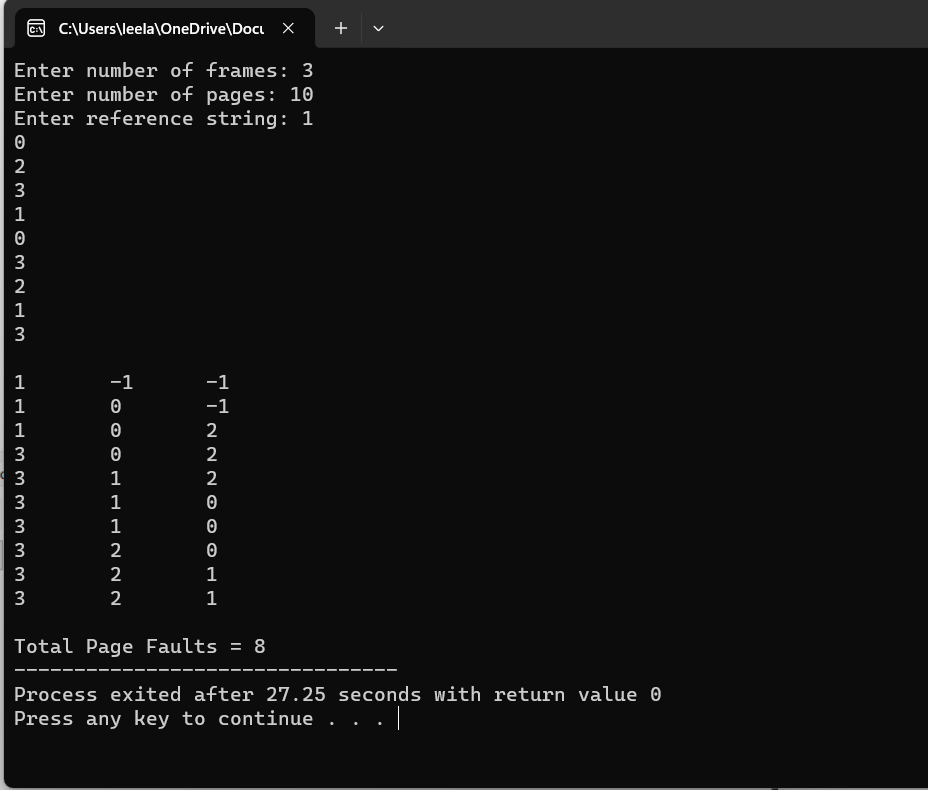 C:\Users\leela\OneDrive\Docu
Enter number of frames: 3
Enter number of pages: 10
Enter reference string: 1
0
2
3
1
0
3
2
1
3
1 -1 -1
1 0 -1
1 0 2
3 0 2
3 1 2
3 1 0
3 1 0
3 2 0
3 2 1
3 2 1
Total Page Faults = 8
--------------------------------
Process exited after 27.25 seconds with return value 0
Press any key to continue . . .